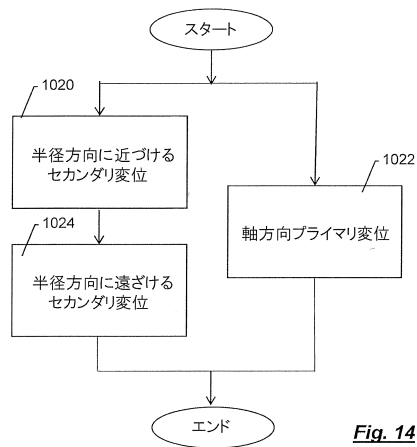 スタート
1020
半径方向に近づける
セカンダリ変位
1022
軸方向プライマリ変位
1024
半径方向に遠ざける
セカンダリ変位
エンド
Fig. 14